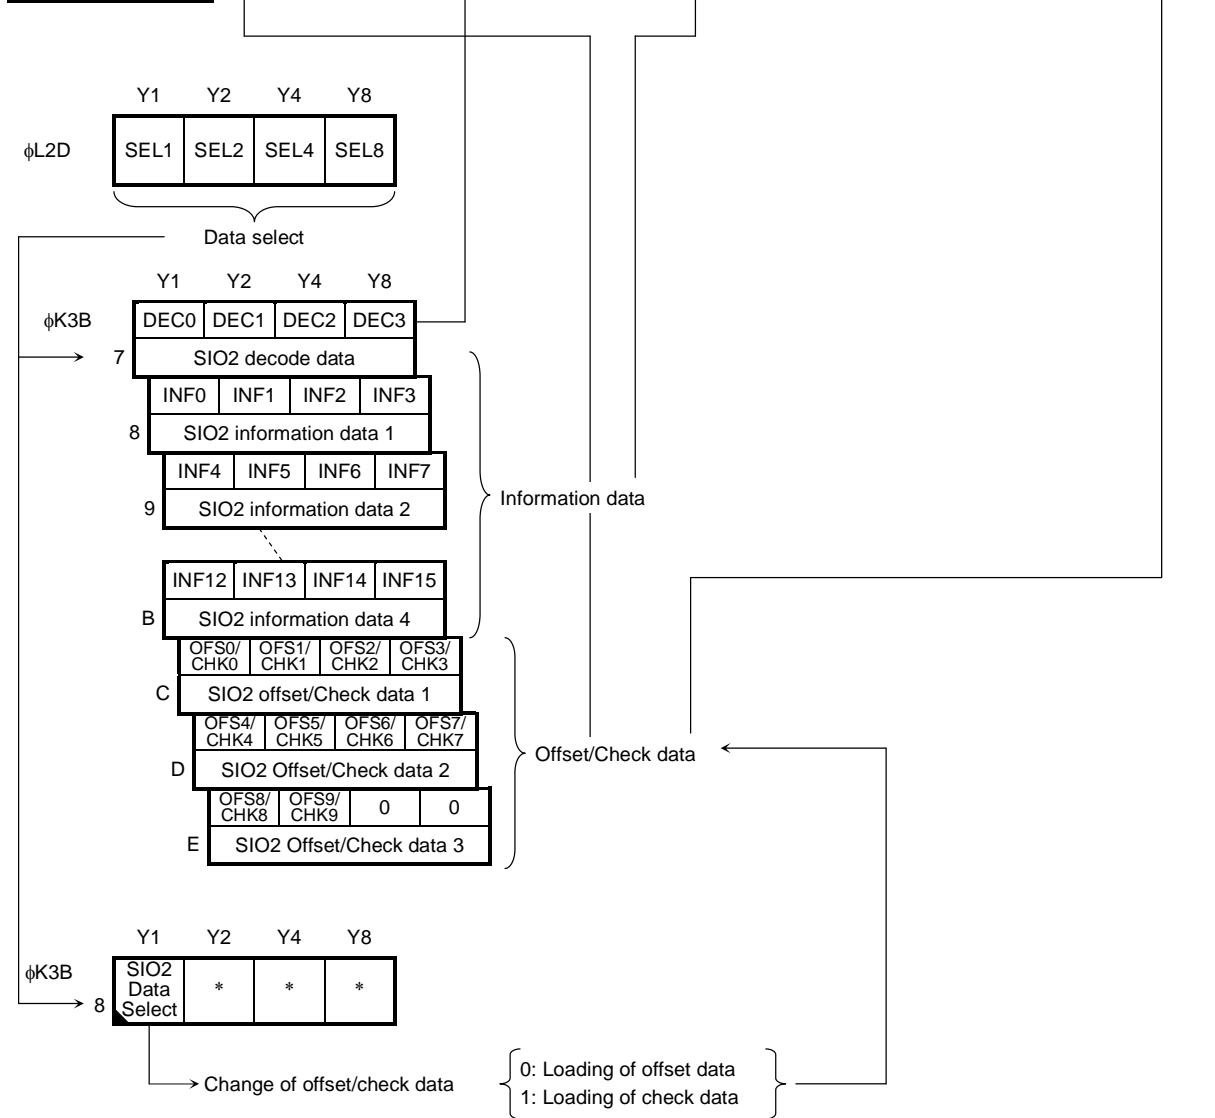 Y1 Y2 Y4 Y8
ϕL2D
SEL1 SEL2 SEL4 SEL8
Data select
Y1 Y2 Y4 Y8
ϕK3B
DEC0 DEC1 DEC2 DEC3
7 SIO2 decode data
INF0 INF1 INF2 INF3
8 SIO2 information data 1
INF4 INF5 INF6 INF7
9 SIO2 information data 2
Information data
INF12 INF13 INF14 INF15
B SIO2 information data 4
OFS0/ OFS1/ OFS2/ OFS3/
CHK0 CHK1 CHK2 CHK3
C SIO2 offset/Check data 1
OFS4/ OFS5/ OFS6/ OFS7/
CHK4 CHK5 CHK6 CHK7
D SIO2 Offset/Check data 2
Offset/Check data
OFS8/ OFS9/ 0 0
CHK8 CHK9
E SIO2 Offset/Check data 3
Y1 Y2 Y4 Y8
ϕK3B
8
SIO2
Data
Select
* * *
Change of offset/check data
0: Loading of offset data
1: Loading of check data